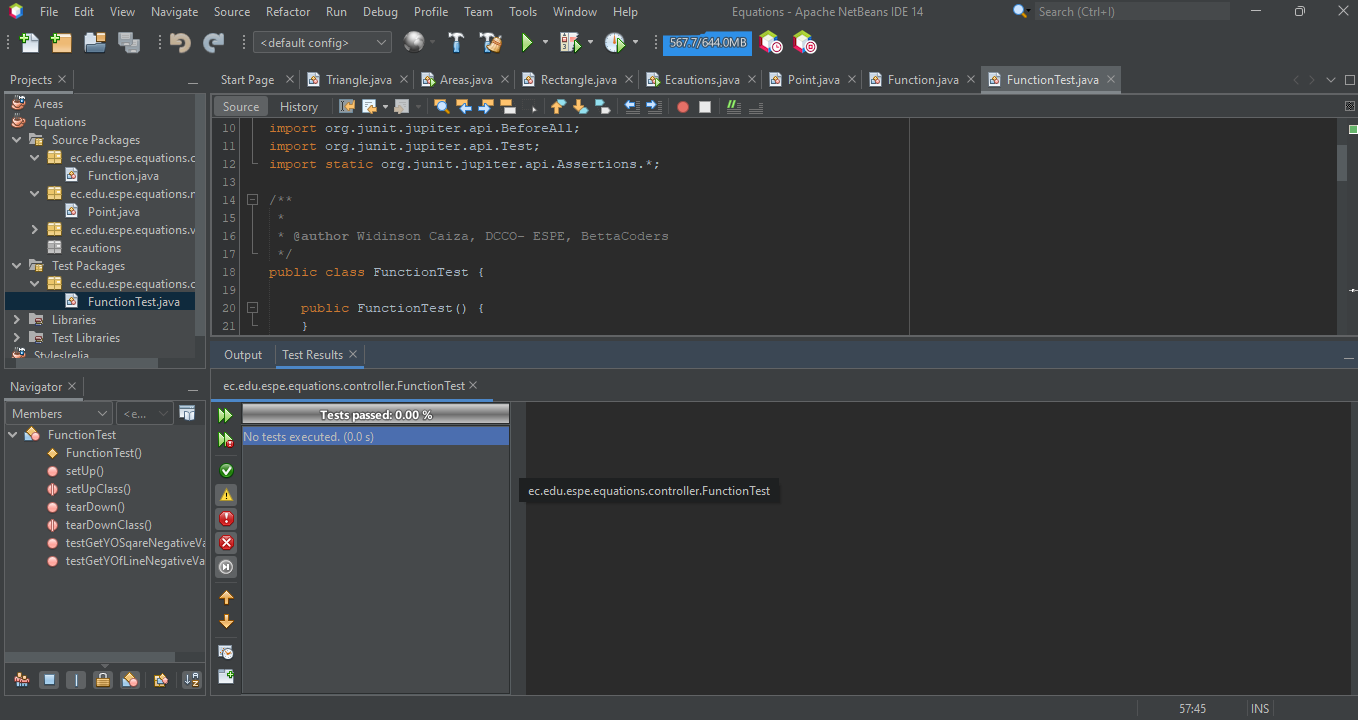 File Edit View Navigate Source Refactor Run Debug Profile Team Tools Window Help Equations - Apache NetBeans IDE 14 Search (Ctrl+I)
<default config> 567.7/644.0MB
Projects Start Page Triangle.java Areas.java Rectangle.java Ecautions.java Point.java Function.java FunctionTest.java
Areas
Equations
Source Packages
ec.edu.espe.equations.c
Function.java
ec.edu.espe.equations.r
Point.java
ec.edu.espe.equations.v
ecautions
Test Packages
ec.edu.espe.equations.c
FunctionTest.java
Libraries
Test Libraries
StylesIrelia
Source History
10 import org.junit.jupiter.api.BeforeAll;
11 import org.junit.jupiter.api.Test;
12 import static org.junit.jupiter.api.Assertions.*;
13
14 /**
15 *
16 * @author Widinson Caiza, DCCO- ESPE, BettaCoders
17 */
18 public class FunctionTest {
19
20 public FunctionTest() {
21 }
Output Test Results
ec.edu.espe.equations.controller.FunctionTest
Tests passed: 0.00 %
No tests executed. (0.0 s)
ec.edu.espe.equations.controller.FunctionTest
Navigator
Members <e...
FunctionTest
FunctionTest()
setUp()
setUpClass()
tearDown()
tearDownClass()
testGetYOSqareNegativeVa
testGetYOfLineNegativeVa
57:45 INS